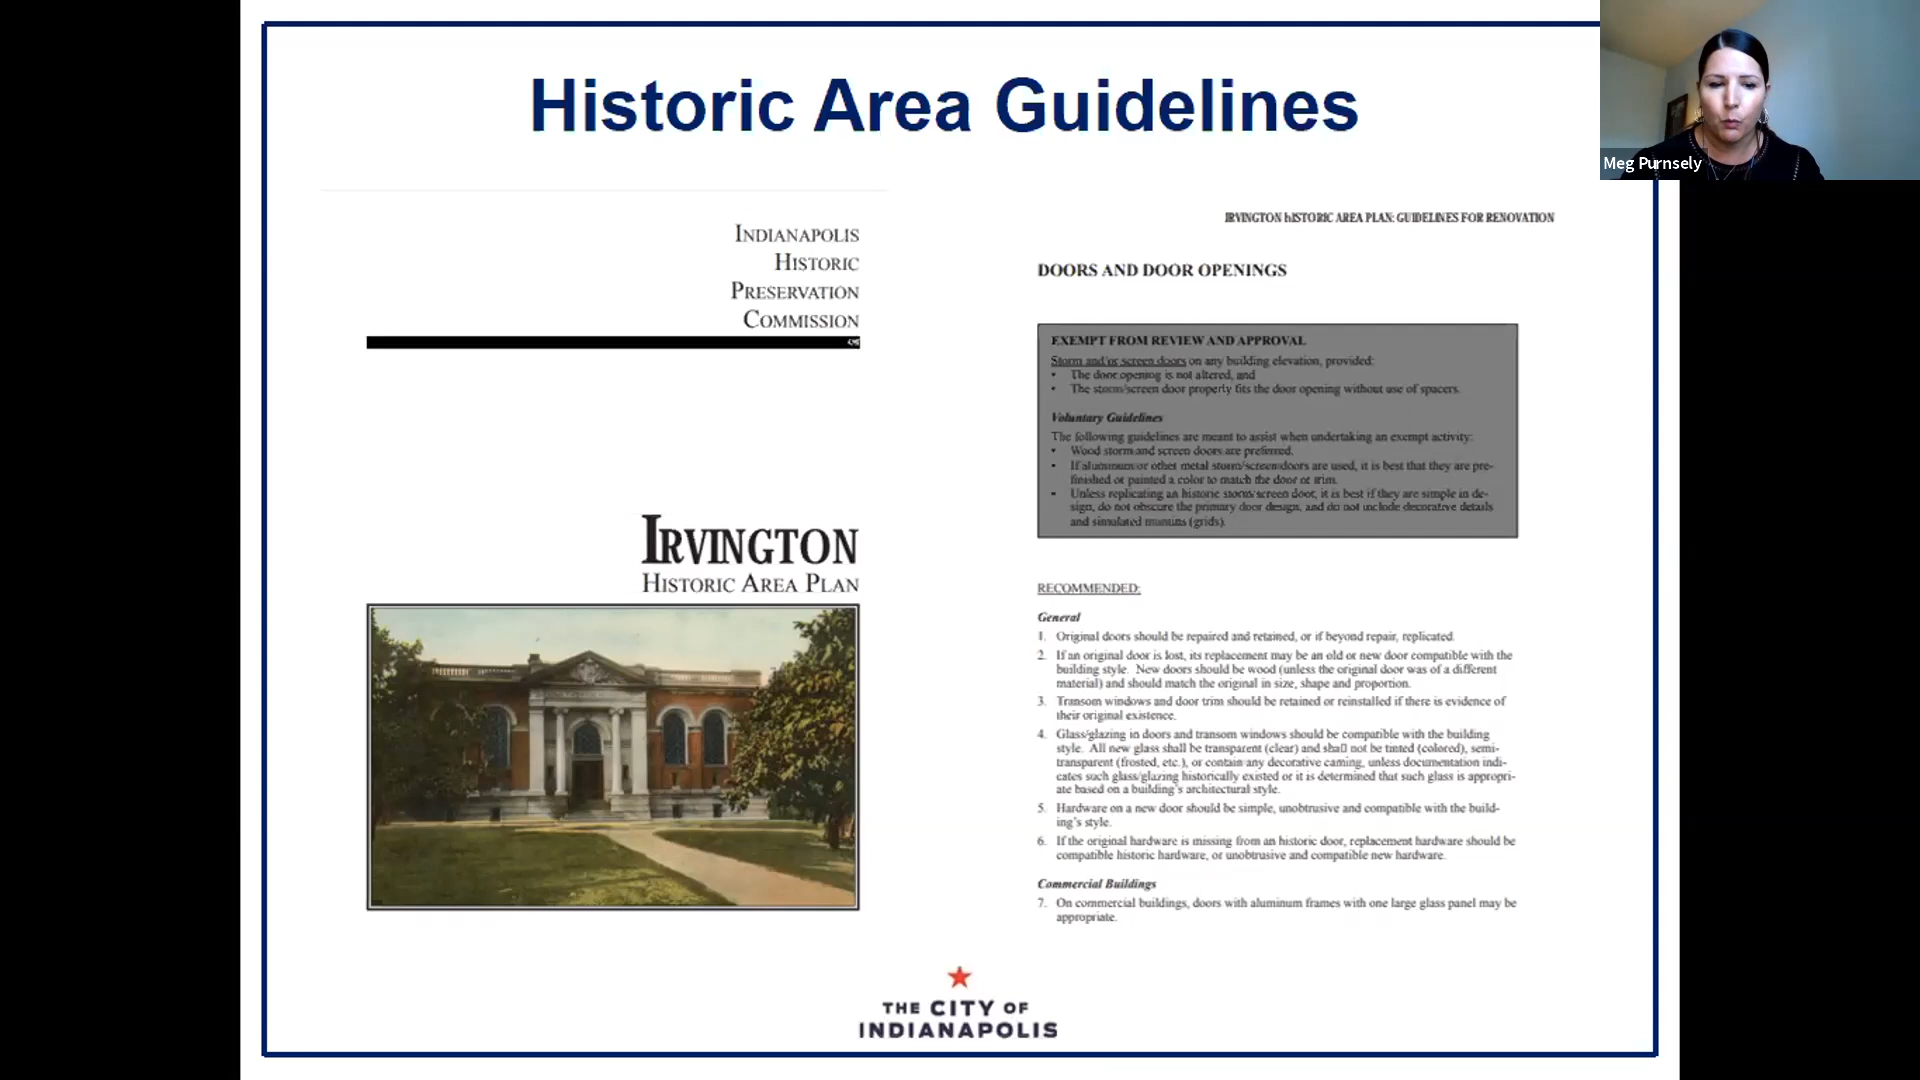 Historic Area Guidelines
Meg Purnsely
INDIANAPOLIS
HISTORIC
PRESERVATION
COMMISSION
IRVINGTON
HISTORIC AREA PLAN
IRVINGTON hISTORIC AREA PLAN: GUIDELINES FOR RENOVATION
DOORS AND DOOR OPENINGS
EXEMPT FROM REVIEW AND APPROVAL
Storm and/or screen doors on any building elevation, provided:
• The door opening is not altered, and
• The storm/screen door property fits the door opening without use of spacers.
Voluntary Guidelines
The following guidelines are meant to assist when undertaking an exempt activity:
• Wood storm and screen doors are preferred.
• If aluminum or other metal storm/screen doors are used, it is best that they are pre-
finished or painted a color to match the door or trim.
• Unless replicating an historic storm/screen door, it is best if they are simple in de-
sign, do not obscure the primary door design, and do not include decorative details
and simulated muntins (grids).
RECOMMENDED:
General
1. Original doors should be repaired and retained, or if beyond repair, replicated.
2. If an original door is lost, its replacement may be an old or new door compatible with the
building style. New doors should be wood (unless the original door was of a different
material) and should match the original in size, shape and proportion.
3. Transom windows and door trim should be retained or reinstalled if there is evidence of
their original existence.
4. Glass/glazing in doors and transom windows should be compatible with the building
style. All new glass shall be transparent (clear) and shall not be tinted (colored), semi-
transparent (frosted, etc.), or contain any decorative caming, unless documentation indi-
cates such glass/glazing historically existed or it is determined that such glass is appropri-
ate based on a building's architectural style.
5. Hardware on a new door should be simple, unobtrusive and compatible with the build-
ing's style.
6. If the original hardware is missing from an historic door, replacement hardware should be
compatible historic hardware, or unobtrusive and compatible new hardware.
Commercial Buildings
7. On commercial buildings, doors with aluminum frames with one large glass panel may be
appropriate.
THE CITY OF
INDIANAPOLIS